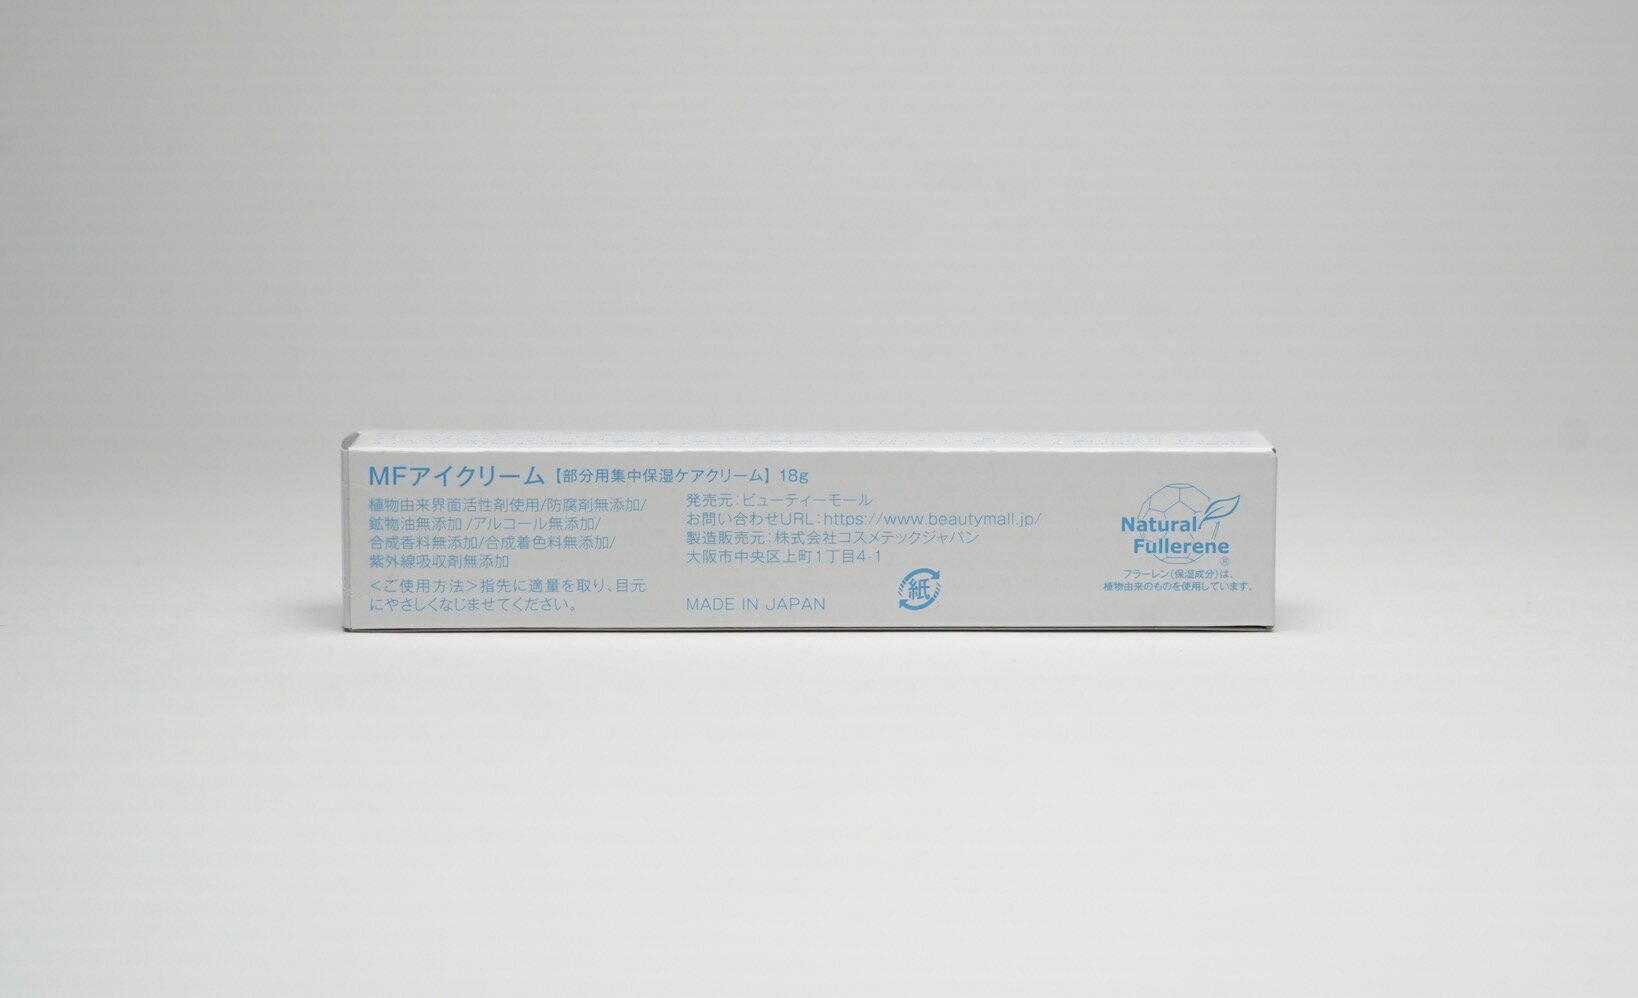 MFアイクリーム【部分用集中保湿ケアクリーム】18g
植物由来界面活性剤使用/防腐剤無添加/
鉱物油無添加 /アルコール無添加/
合成香料無添加/合成着色料無添加/
紫外線吸収剤無添加
＜ご使用方法＞指先に適量を取り、目元
にやさしくなじませてください。
発売元：ビューティーモール
お問い合わせURL：https://www.beautymall.jp/
製造販売元：株式会社コスメテックジャパン
大阪市中央区上町1丁目4-1
MADE IN JAPAN
紙
Natural
Fullerene
®
フラーレン（保湿成分）は、
植物由来のものを使用しています。